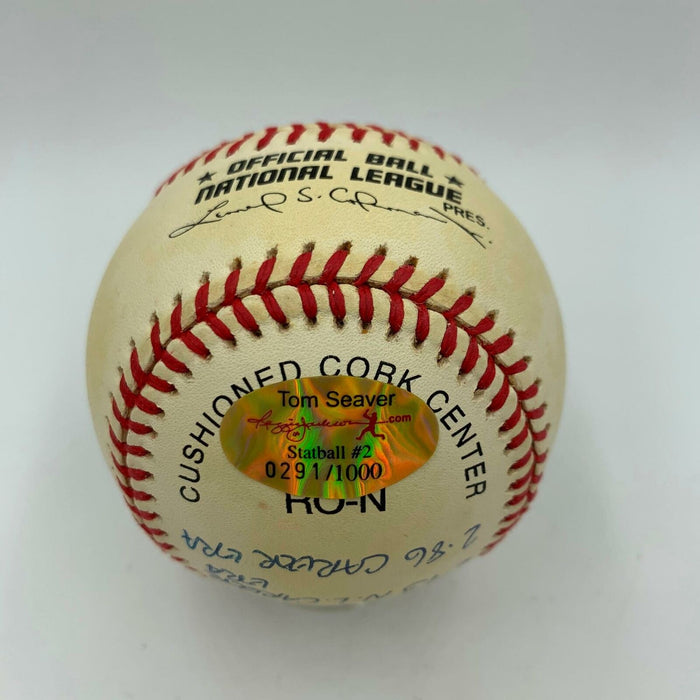 ★ OFFICIAL BALL ★
NATIONAL LEAGUE
PRES.
CUSHIONED CORK CENTER
Tom Seaver
.com
Statball #2
0291/1000
RO-N
2.86 CAREER ERA
N.L.
ERA